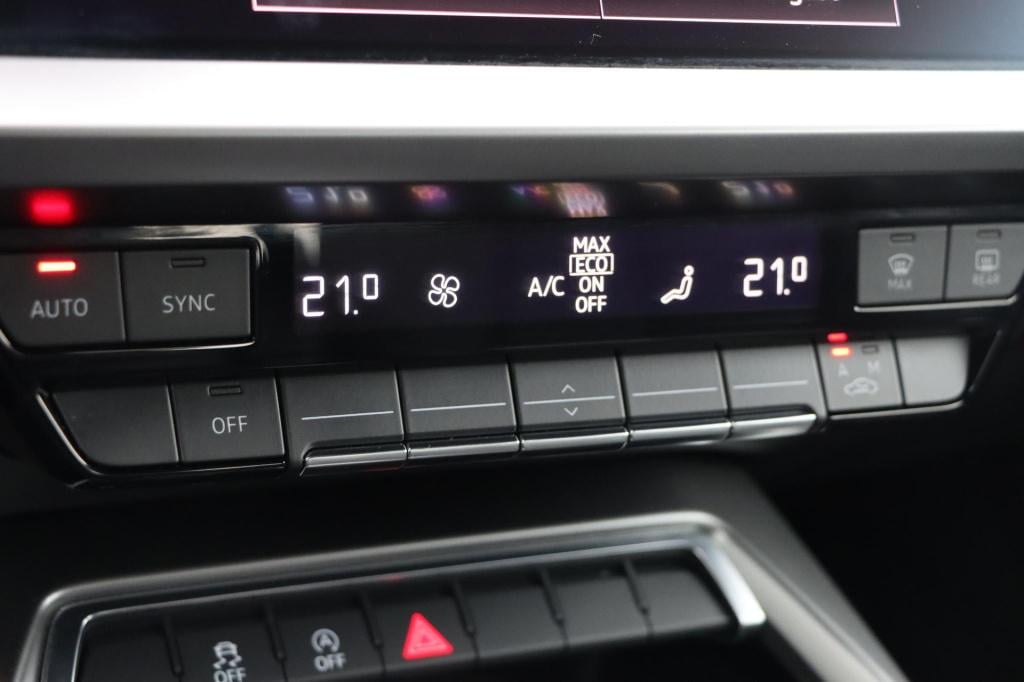 AUTO
SYNC
21.0
A/C
MAX
ECO
ON
OFF
21.0
MAX
REAR
OFF
A M
OFF
A
OFF